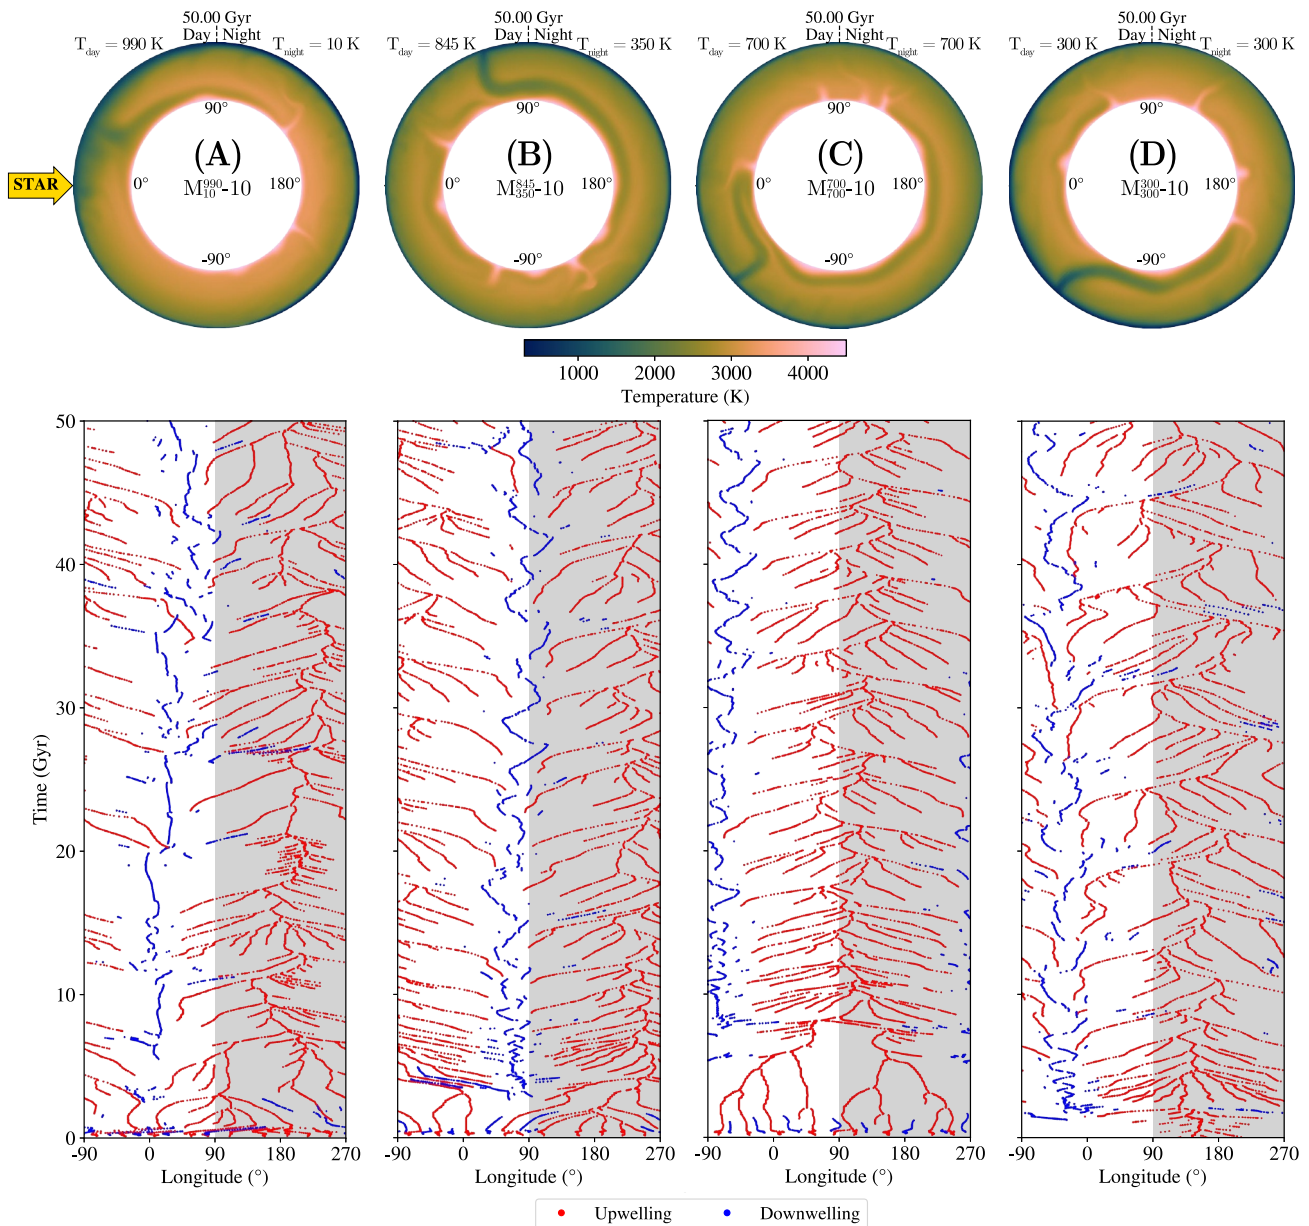 50.00 Gyr 50.00 Gyr 50.00 Gyr 50.00 Gyr
Day Night Day Night Day Night Day Night
T_day = 990 K T_night = 10 K T_day = 845 K T_night = 350 K T_day = 700 K T_night = 700 K T_day = 300 K T_night = 300 K
90° 90° 90° 90°
(A) (B) (C) (D)
STAR 0° M^990_10-10 180° 0° M^845_350-10 180° 0° M^700_700-10 180° 0° M^300_300-10 180°
-90° -90° -90° -90°
1000 2000 3000 4000
Temperature (K)
50
40
30
Time (Gyr)
20
10
0
-90 0 90 180 270 -90 0 90 180 270 -90 0 90 180 270 -90 0 90 180 270
Longitude (°) Longitude (°) Longitude (°) Longitude (°)
Upwelling Downwelling